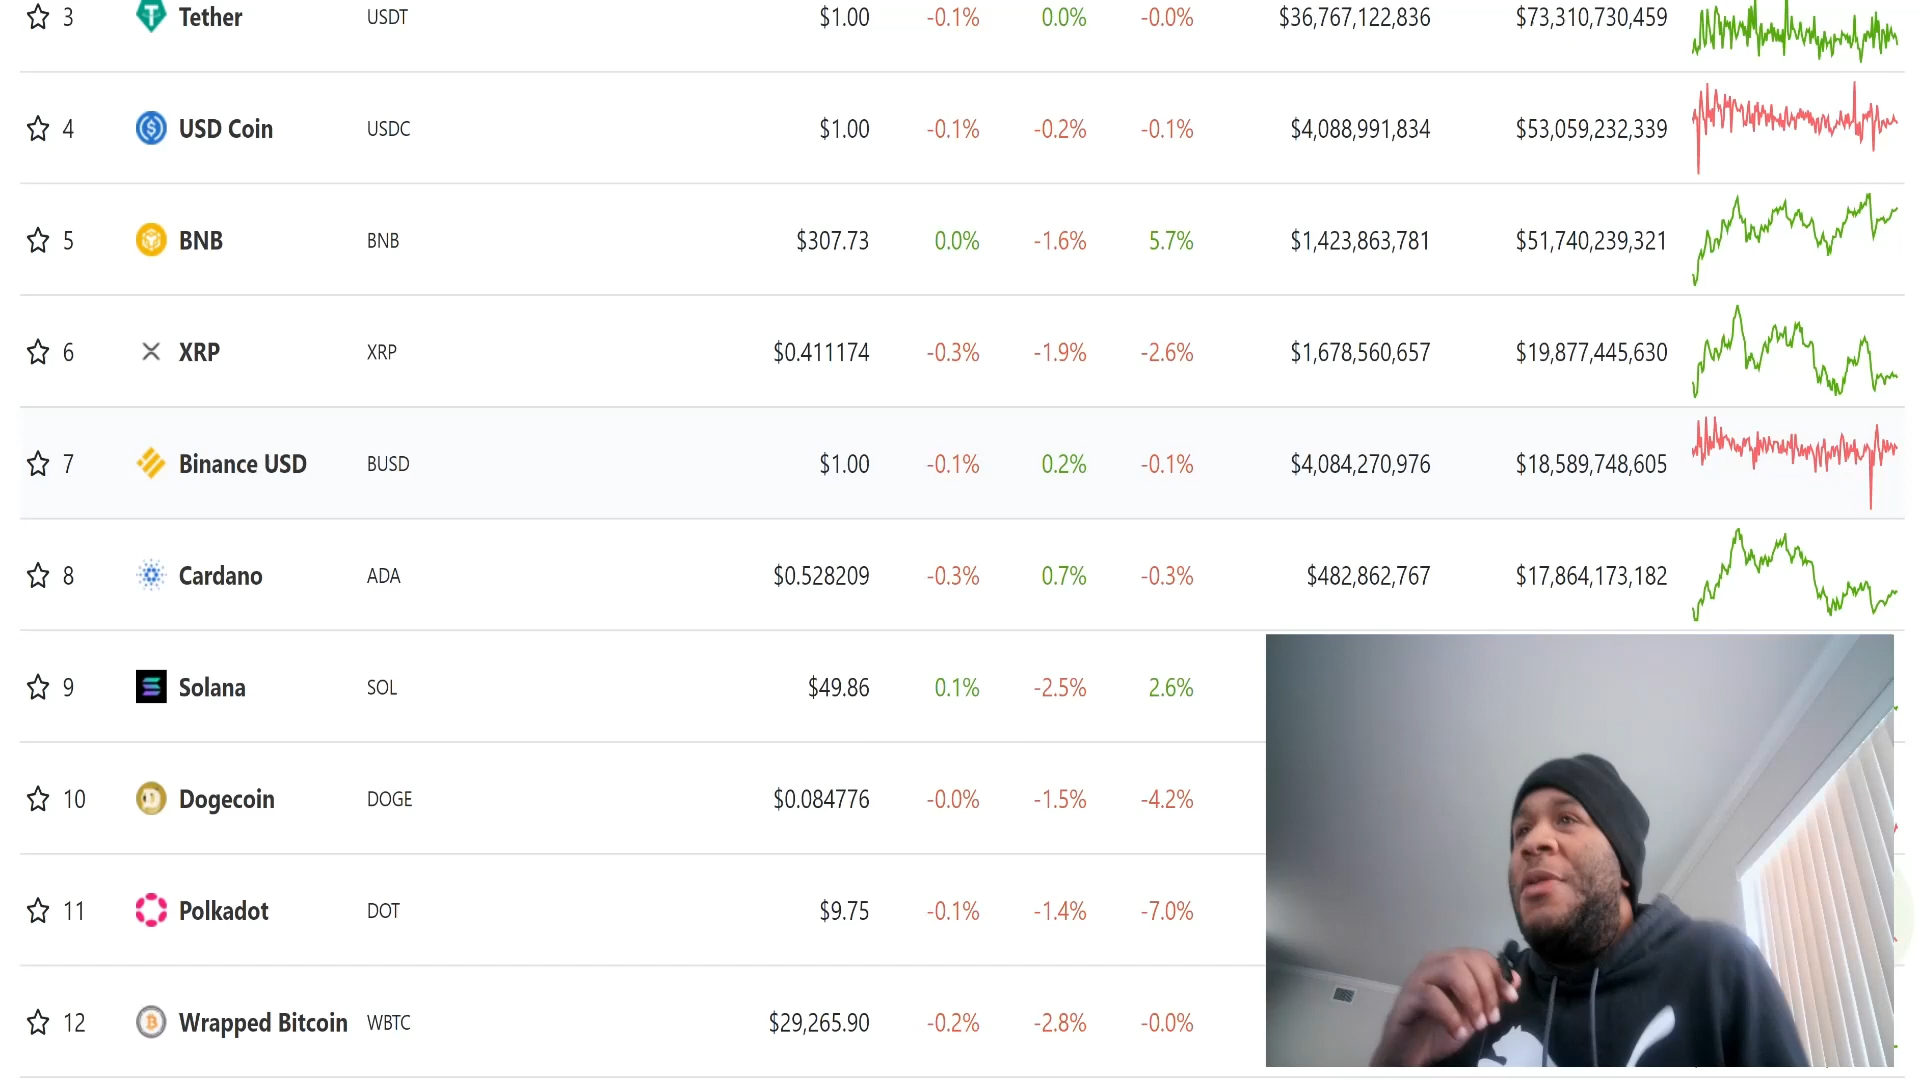 3 Tether USDT $1.00 -0.1% 0.0% -0.0% $36,767,122,836 $73,310,730,459
4 USD Coin USDC $1.00 -0.1% -0.2% -0.1% $4,088,991,834 $53,059,232,339
5 BNB BNB $307.73 0.0% -1.6% 5.7% $1,423,863,781 $51,740,239,321
6 XRP XRP $0.411174 -0.3% -1.9% -2.6% $1,678,560,657 $19,877,445,630
7 Binance USD BUSD $1.00 -0.1% 0.2% -0.1% $4,084,270,976 $18,589,748,605
8 Cardano ADA $0.528209 -0.3% 0.7% -0.3% $482,862,767 $17,864,173,182
9 Solana SOL $49.86 0.1% -2.5% 2.6%
10 Dogecoin DOGE $0.084776 -0.0% -1.5% -4.2%
11 Polkadot DOT $9.75 -0.1% -1.4% -7.0%
12 Wrapped Bitcoin WBTC $29,265.90 -0.2% -2.8% -0.0%